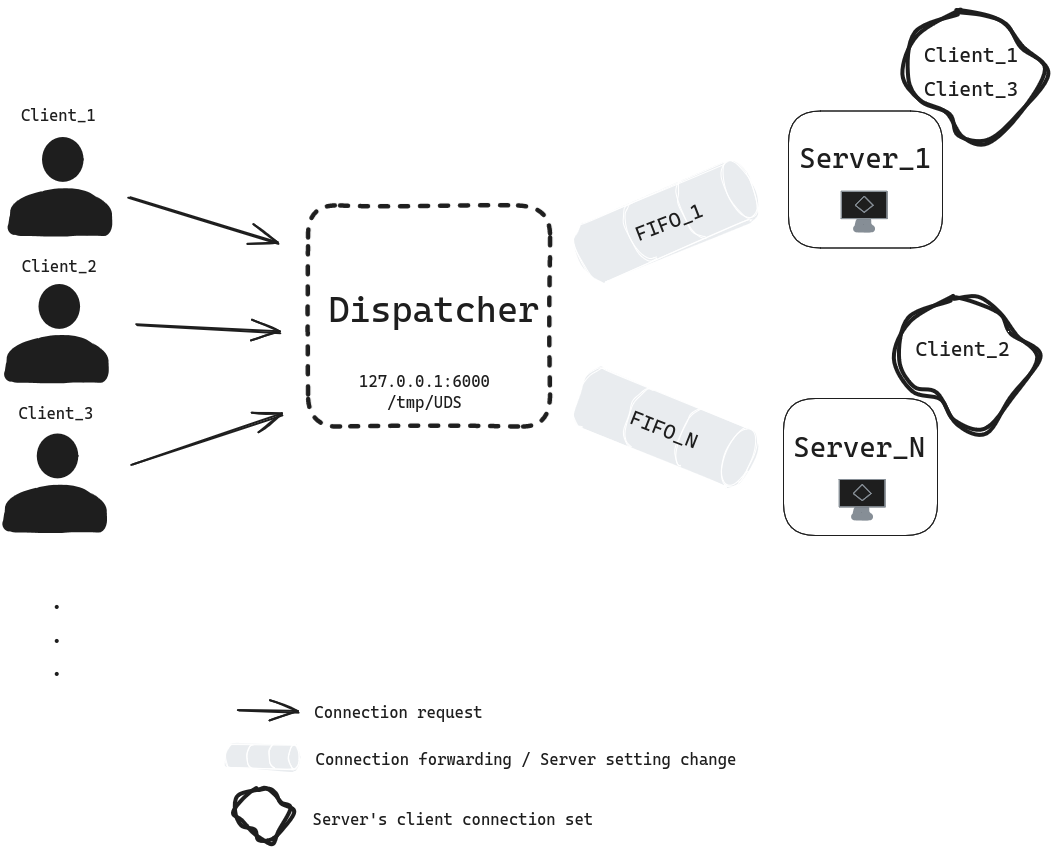 Client_1
Client_2
Client_3
Dispatcher
127.0.0.1:6000
/tmp/UDS
FIFO_1
FIFO_N
Client_1
Client_3
Server_1
Client_2
Server_N
Connection request
Connection forwarding / Server setting change
Server's client connection set